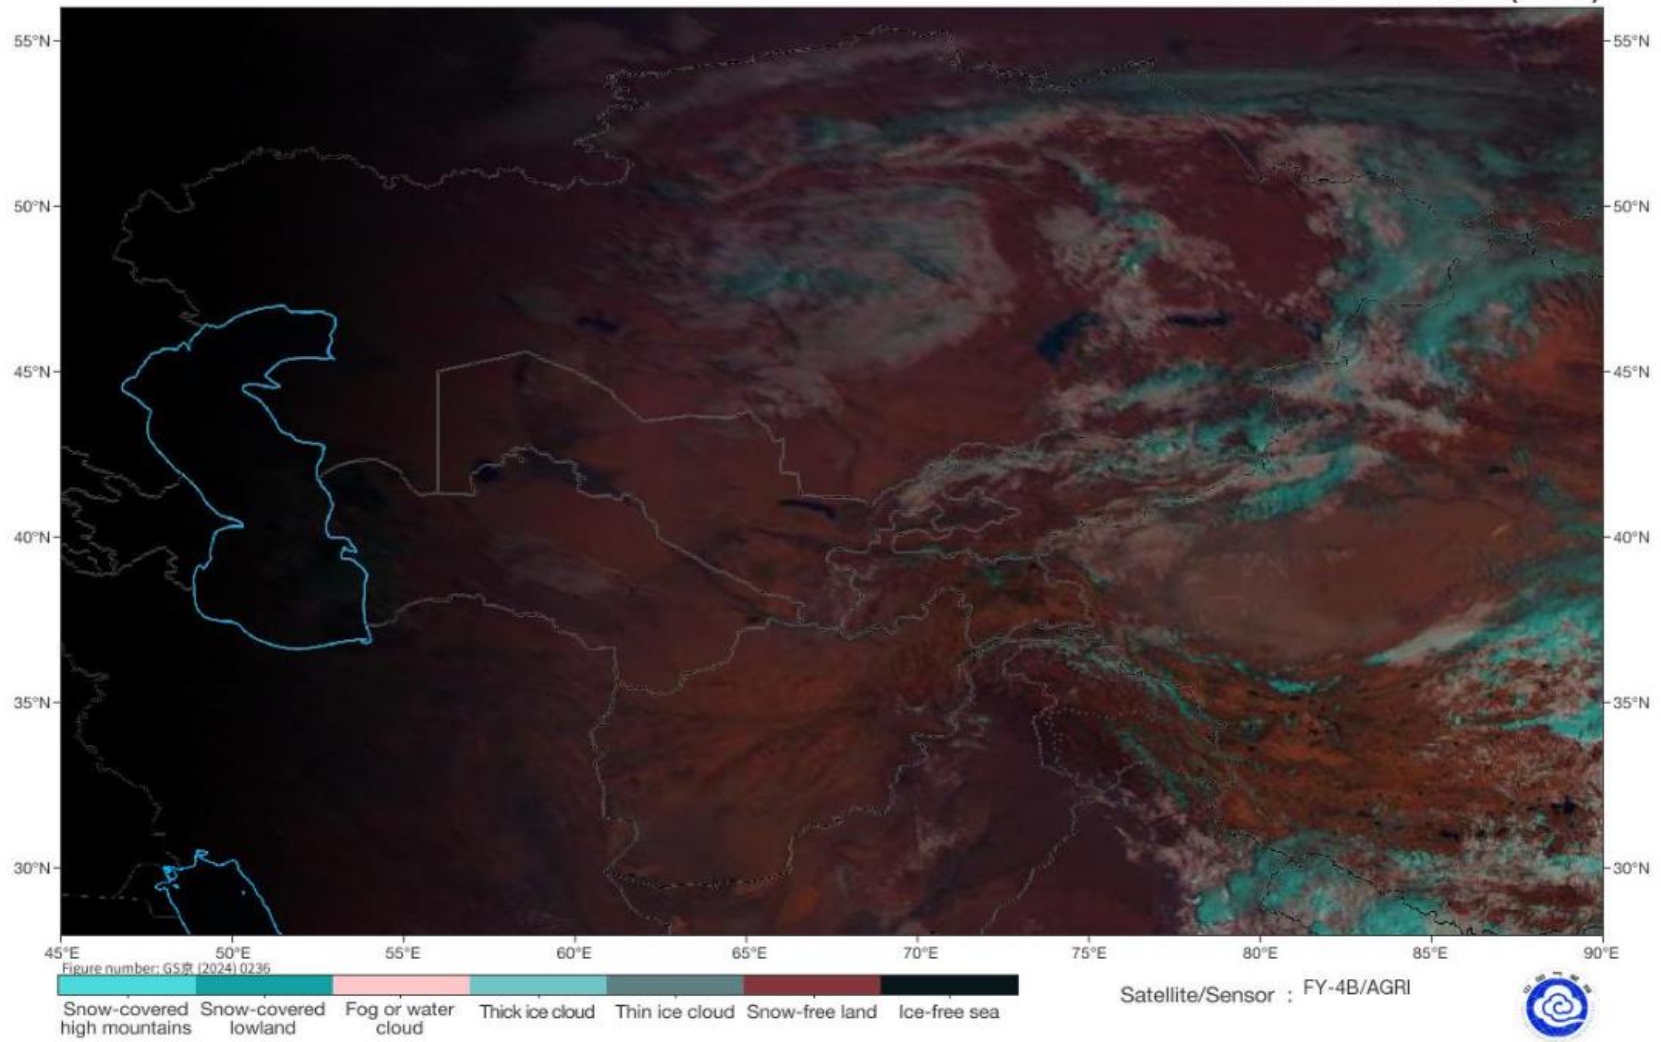 55°N
55°N
50°N
50°N
45°N
45°N
40°N
40°N
35°N
35°N
30°N
30°N
45°E 50°E 55°E 60°E 65°E 70°E 75°E 80°E 85°E 90°E
Figure number: GS京 (2024) 0236
Snow-covered high mountains
Snow-covered lowland
Fog or water cloud
Thick ice cloud
Thin ice cloud
Snow-free land
Ice-free sea
Satellite/Sensor : FY-4B/AGRI